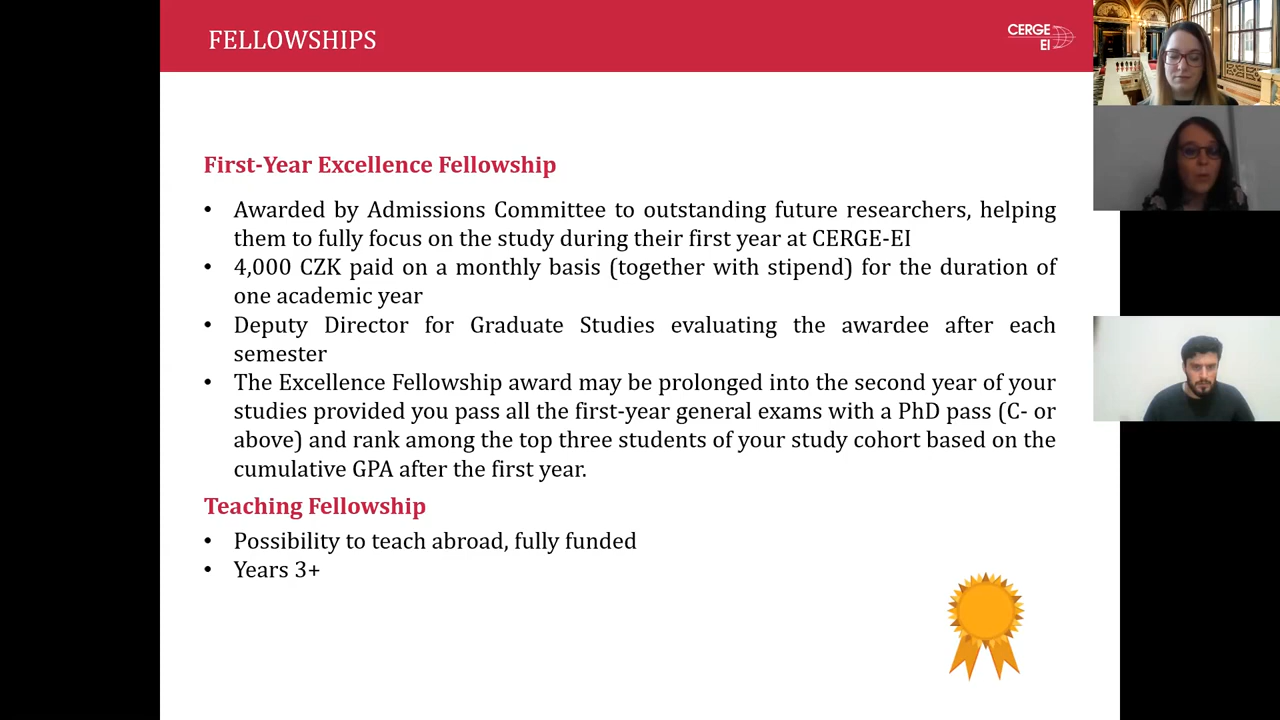 FELLOWSHIPS
CERGE
EI
First-Year Excellence Fellowship
• Awarded by Admissions Committee to outstanding future researchers, helping
them to fully focus on the study during their first year at CERGE-EI
• 4,000 CZK paid on a monthly basis (together with stipend) for the duration of
one academic year
• Deputy Director for Graduate Studies evaluating the awardee after each
semester
• The Excellence Fellowship award may be prolonged into the second year of your
studies provided you pass all the first-year general exams with a PhD pass (C- or
above) and rank among the top three students of your study cohort based on the
cumulative GPA after the first year.
Teaching Fellowship
• Possibility to teach abroad, fully funded
• Years 3+